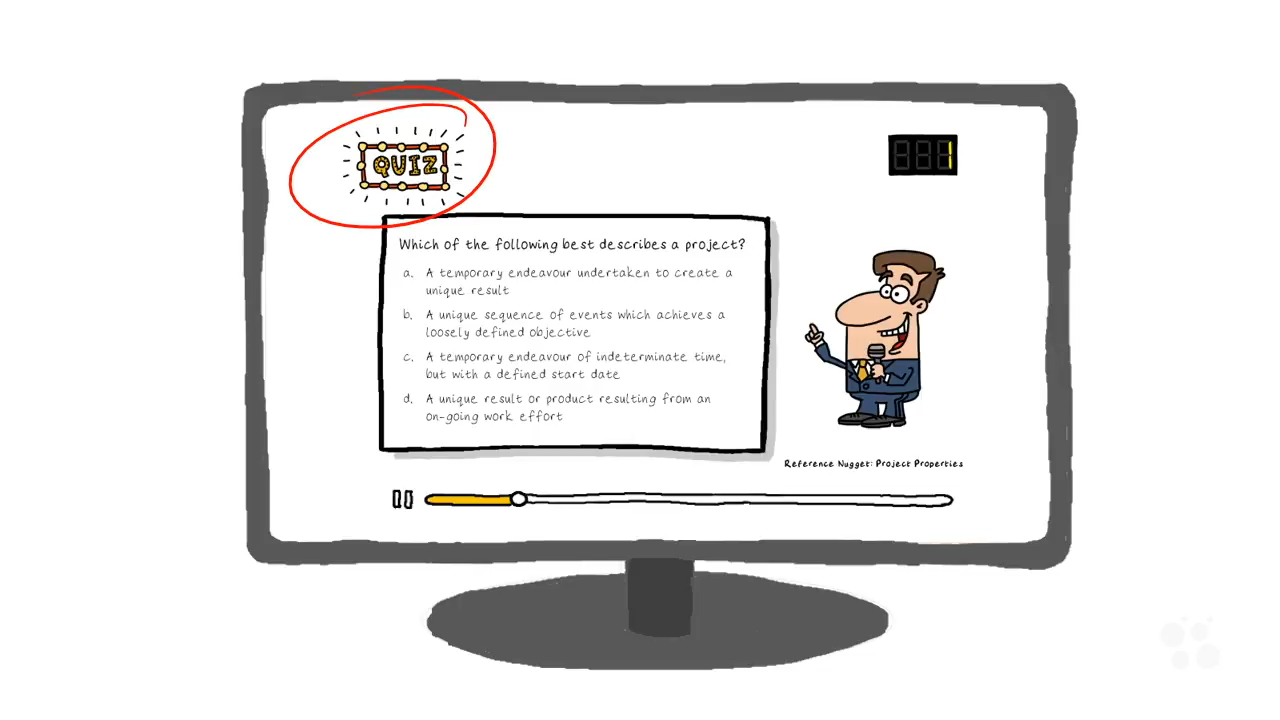 QUIZ
1
Which of the following best describes a project?
a. A temporary endeavour undertaken to create a
unique result
b. A unique sequence of events which achieves a
loosely defined objective
c. A temporary endeavour of indeterminate time,
but with a defined start date
d. A unique result or product resulting from an
on-going work effort
Reference Nugget: Project Properties